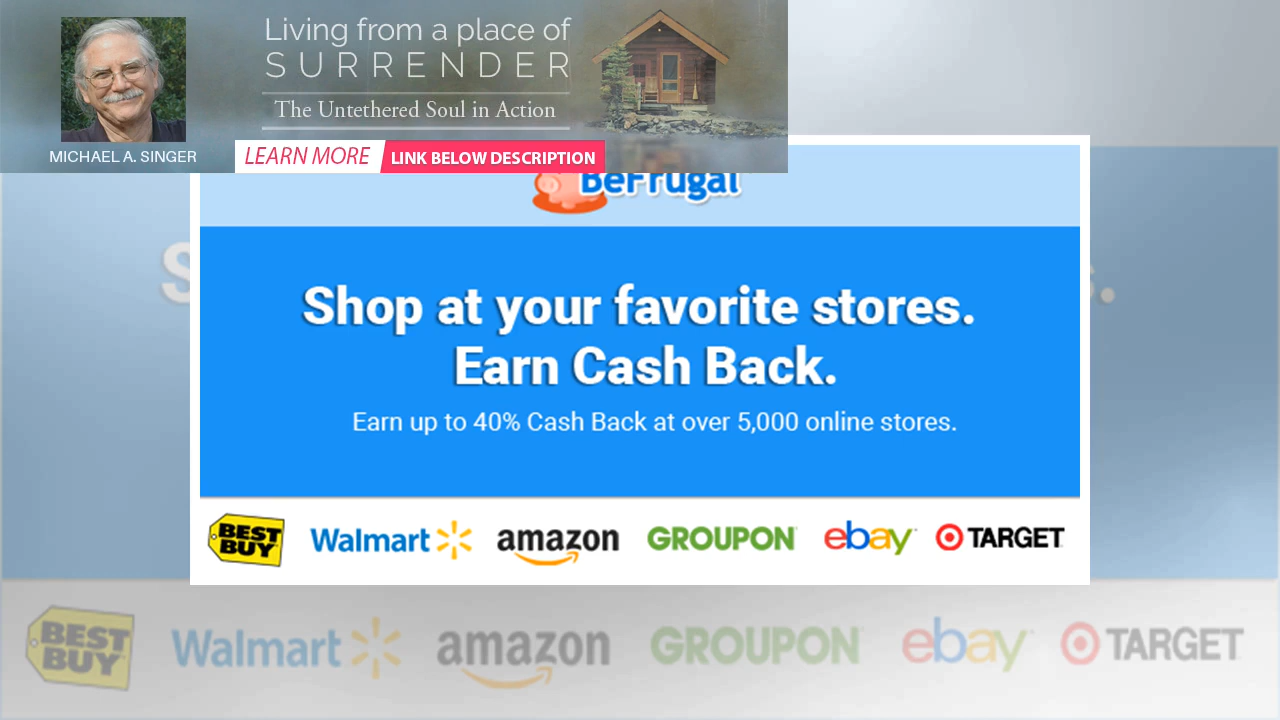 Living from a place of
SURRENDER
The Untethered Soul in Action
MICHAEL A. SINGER
LEARN MORE LINK BELOW DESCRIPTION
BeFrugal
Shop at your favorite stores.
Earn Cash Back.
Earn up to 40% Cash Back at over 5,000 online stores.
BEST BUY Walmart amazon GROUPON ebay TARGET
S s.
BEST BUY Walmart amazon GROUPON ebay TARGET